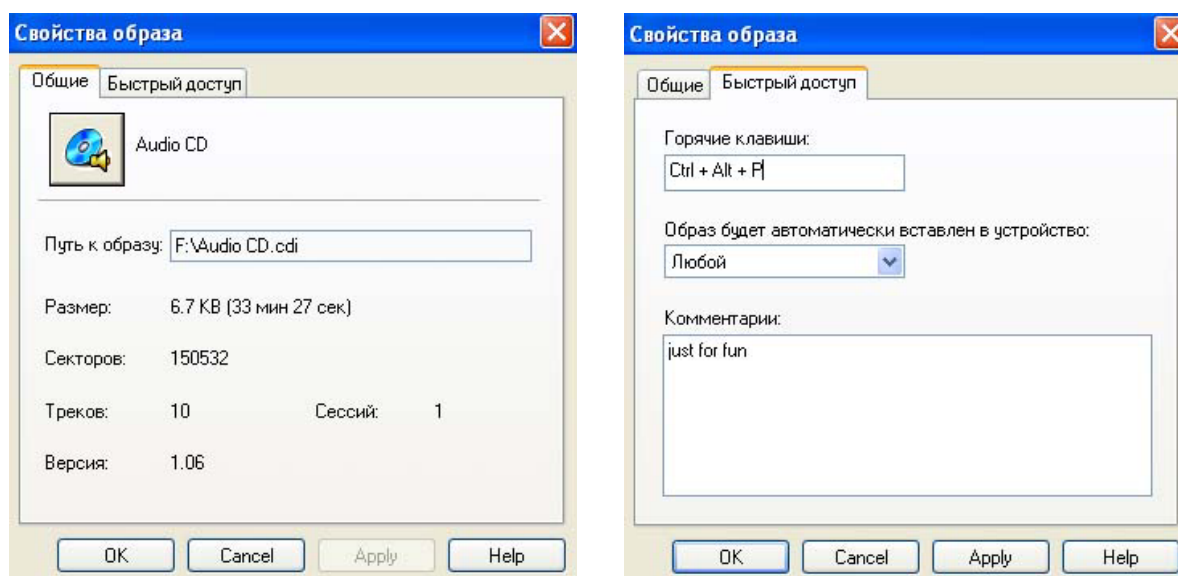 Свойства образа
Общие
Быстрый доступ
Audio CD
Путь к образу: F:\Audio CD.cdi
Размер: 6.7 KB (33 мин 27 сек)
Секторов: 150532
Треков: 10 Сессий: 1
Версия: 1.06
OK Cancel Apply Help
Свойства образа
Общие
Быстрый доступ
Горячие клавиши:
Ctrl + Alt + P
Образ будет автоматически вставлен в устройство:
Любой
Комментарии:
just for fun
OK Cancel Apply Help